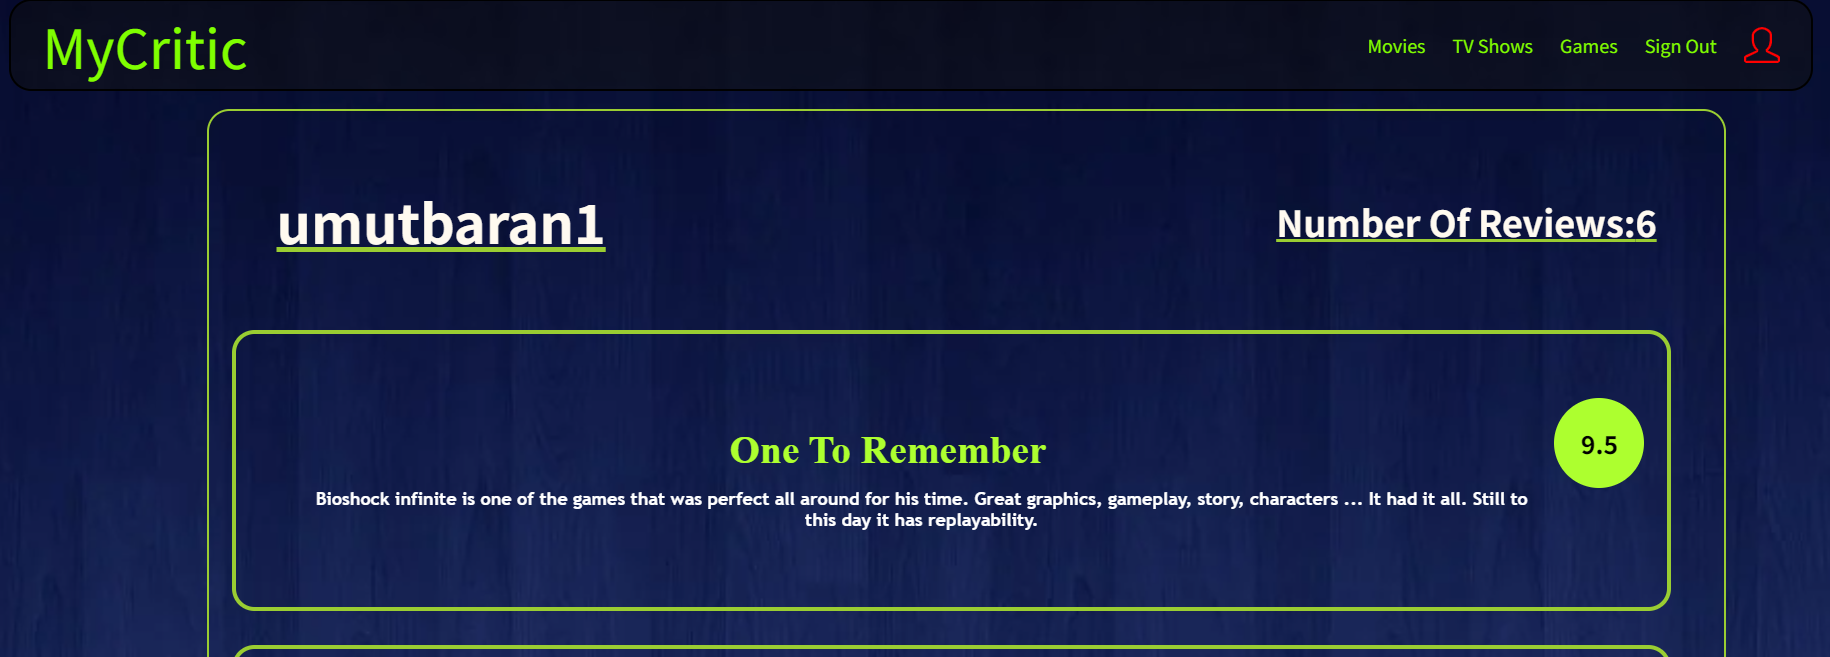 MyCritic
Movies TV Shows Games Sign Out
umutbaran1
Number Of Reviews:6
One To Remember
9.5
Bioshock infinite is one of the games that was perfect all around for his time. Great graphics, gameplay, story, characters ... It had it all. Still to
this day it has replayability.